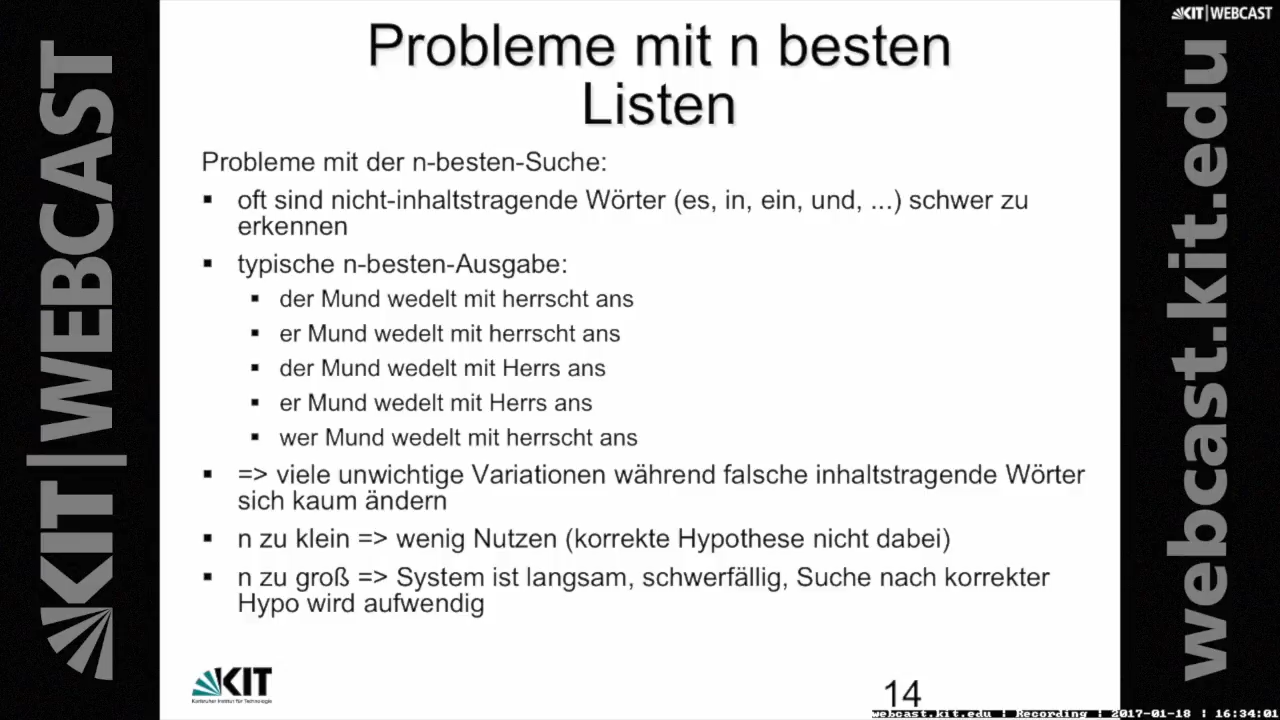 KIT|WEBCAST
Probleme mit n besten
Listen
Probleme mit der n-besten-Suche:
▪ oft sind nicht-inhaltstragende Wörter (es, in, ein, und, ...) schwer zu
erkennen
▪ typische n-besten-Ausgabe:
▪ der Mund wedelt mit herrscht ans
▪ er Mund wedelt mit herrscht ans
▪ der Mund wedelt mit Herrs ans
▪ er Mund wedelt mit Herrs ans
▪ wer Mund wedelt mit herrscht ans
▪ => viele unwichtige Variationen während falsche inhaltstragende Wörter
sich kaum ändern
▪ n zu klein => wenig Nutzen (korrekte Hypothese nicht dabei)
▪ n zu groß => System ist langsam, schwerfällig, Suche nach korrekter
Hypo wird aufwendig
KIT
Karlsruher Institut für Technologie
14
KIT|WEBCAST
webcast.kit.edu
webcast.kit.edu | Recording | 2017-01-18 | 16:34:01